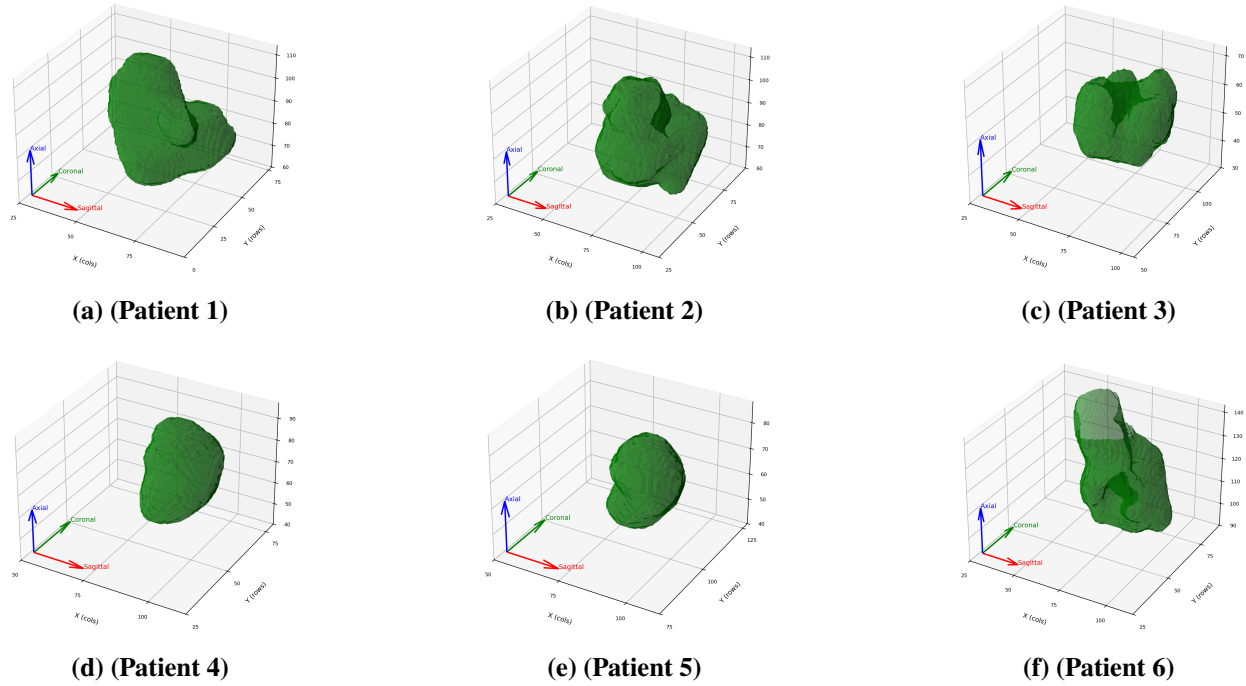 110
100
90
80
70
60
Axial
Coronal
Sagittal
25
50
75
X (cols)
0
25
50
75
Y (rows)
(a) (Patient 1)
110
100
90
80
70
60
Axial
Coronal
Sagittal
25
50
75
100
X (cols)
25
50
75
Y (rows)
(b) (Patient 2)
70
60
50
40
30
Axial
Coronal
Sagittal
25
50
75
100
X (cols)
50
75
100
Y (rows)
(c) (Patient 3)
90
80
70
60
50
40
Axial
Coronal
Sagittal
50
75
100
X (cols)
25
50
75
Y (rows)
(d) (Patient 4)
80
70
60
50
40
Axial
Coronal
Sagittal
50
75
100
X (cols)
75
100
125
Y (rows)
(e) (Patient 5)
140
130
120
110
100
90
Axial
Coronal
Sagittal
25
50
75
100
X (cols)
25
50
75
Y (rows)
(f) (Patient 6)